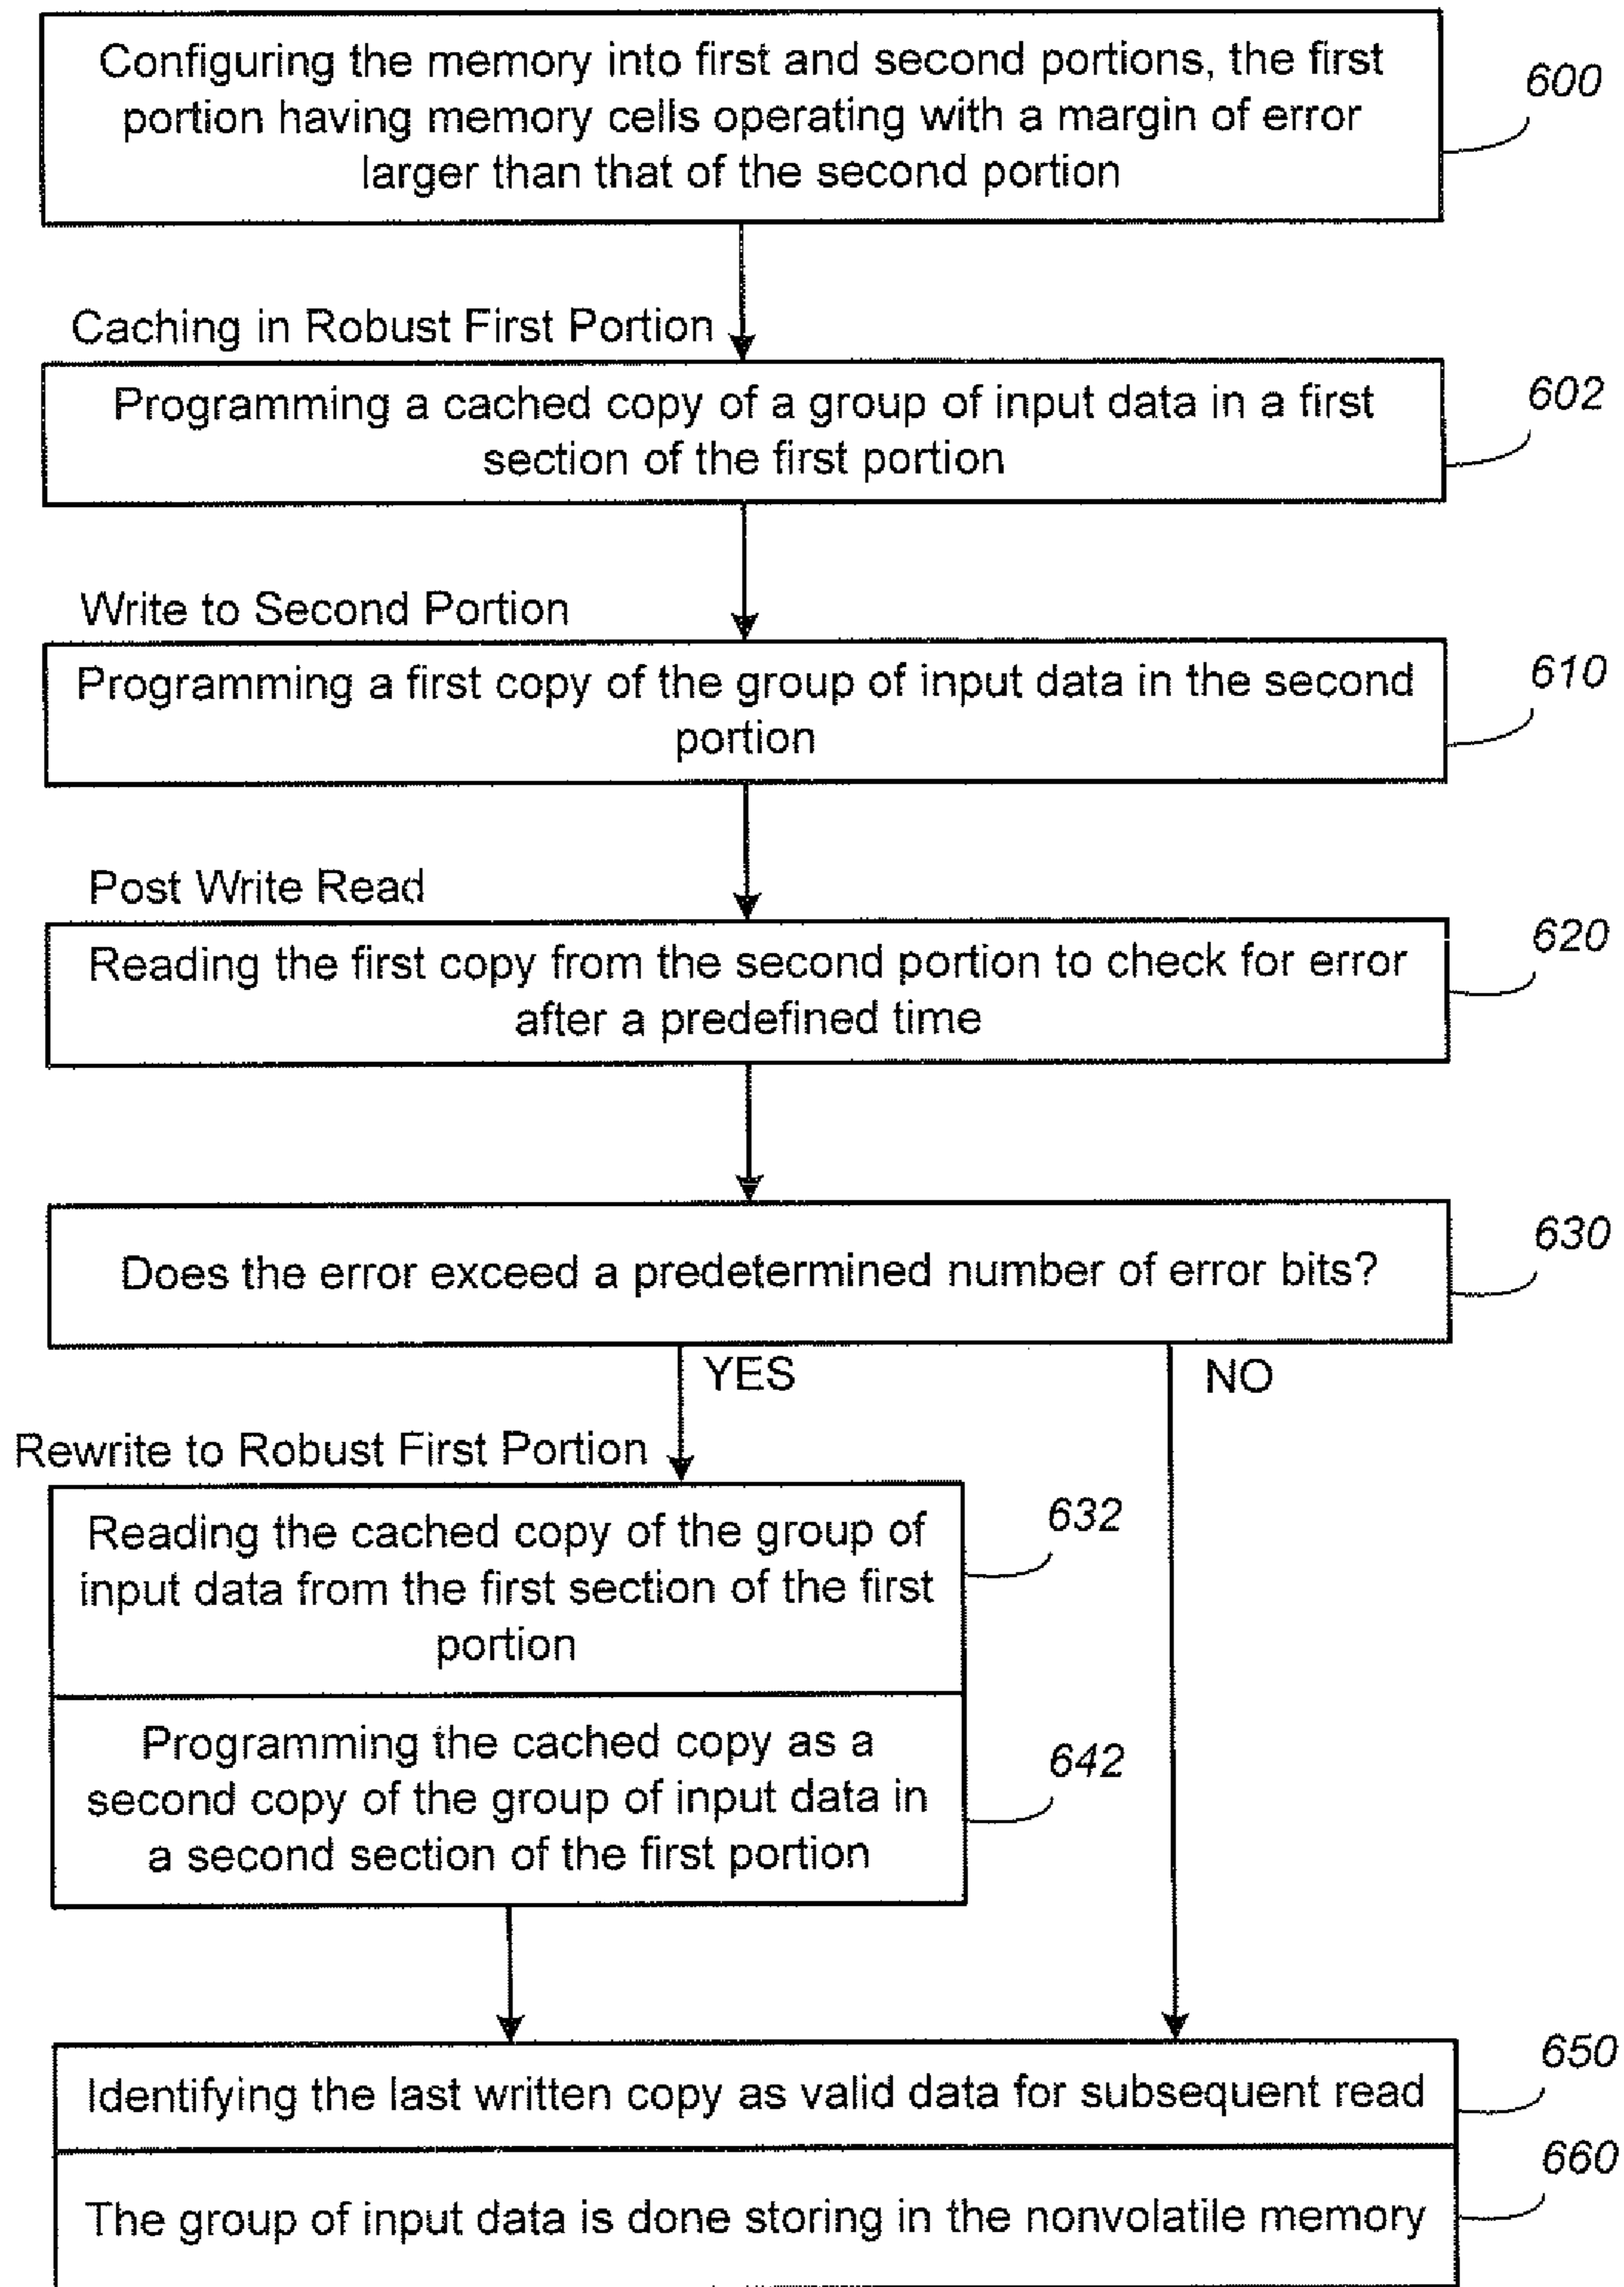 Configuring the memory into first and second portions, the first
portion having memory cells operating with a margin of error
larger than that of the second portion
600
Caching in Robust First Portion
Programming a cached copy of a group of input data in a first
section of the first portion
602
Write to Second Portion
Programming a first copy of the group of input data in the second
portion
610
Post Write Read
Reading the first copy from the second portion to check for error
after a predefined time
620
Does the error exceed a predetermined number of error bits?
630
YES
NO
Rewrite to Robust First Portion
Reading the cached copy of the group of
input data from the first section of the first
portion
632
Programming the cached copy as a
second copy of the group of input data in
a second section of the first portion
642
Identifying the last written copy as valid data for subsequent read
650
The group of input data is done storing in the nonvolatile memory
660